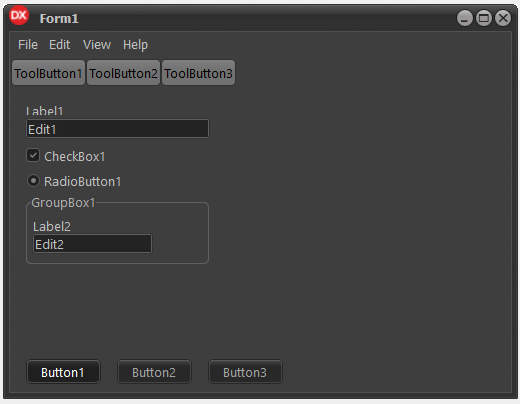 DX Form1
File Edit View Help
ToolButton1 ToolButton2 ToolButton3
Label1
Edit1
CheckBox1
RadioButton1
GroupBox1
Label2
Edit2
Button1 Button2 Button3